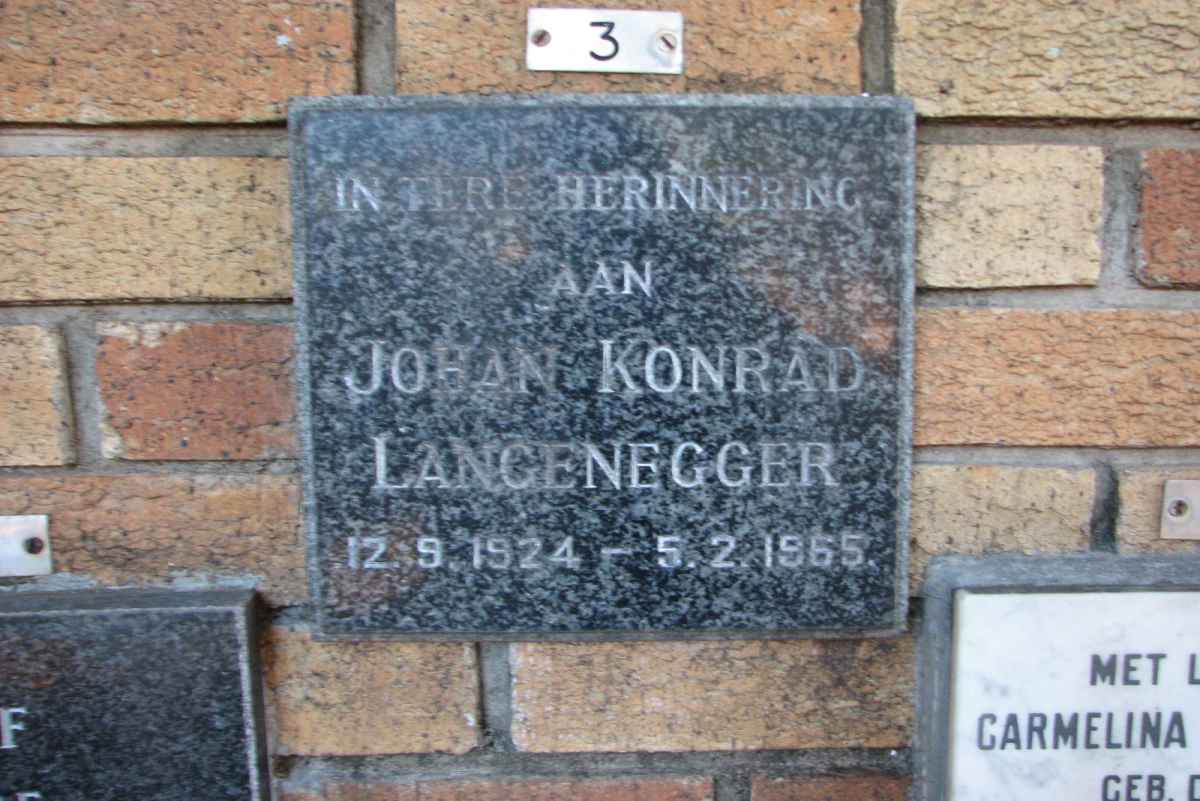 3
IN TERE HERINNERING
AAN
JOHAN KONRAD
LANGENEGGER
12.9.1924 – 5.2.1965.
MET
CARMELINA
GEB.